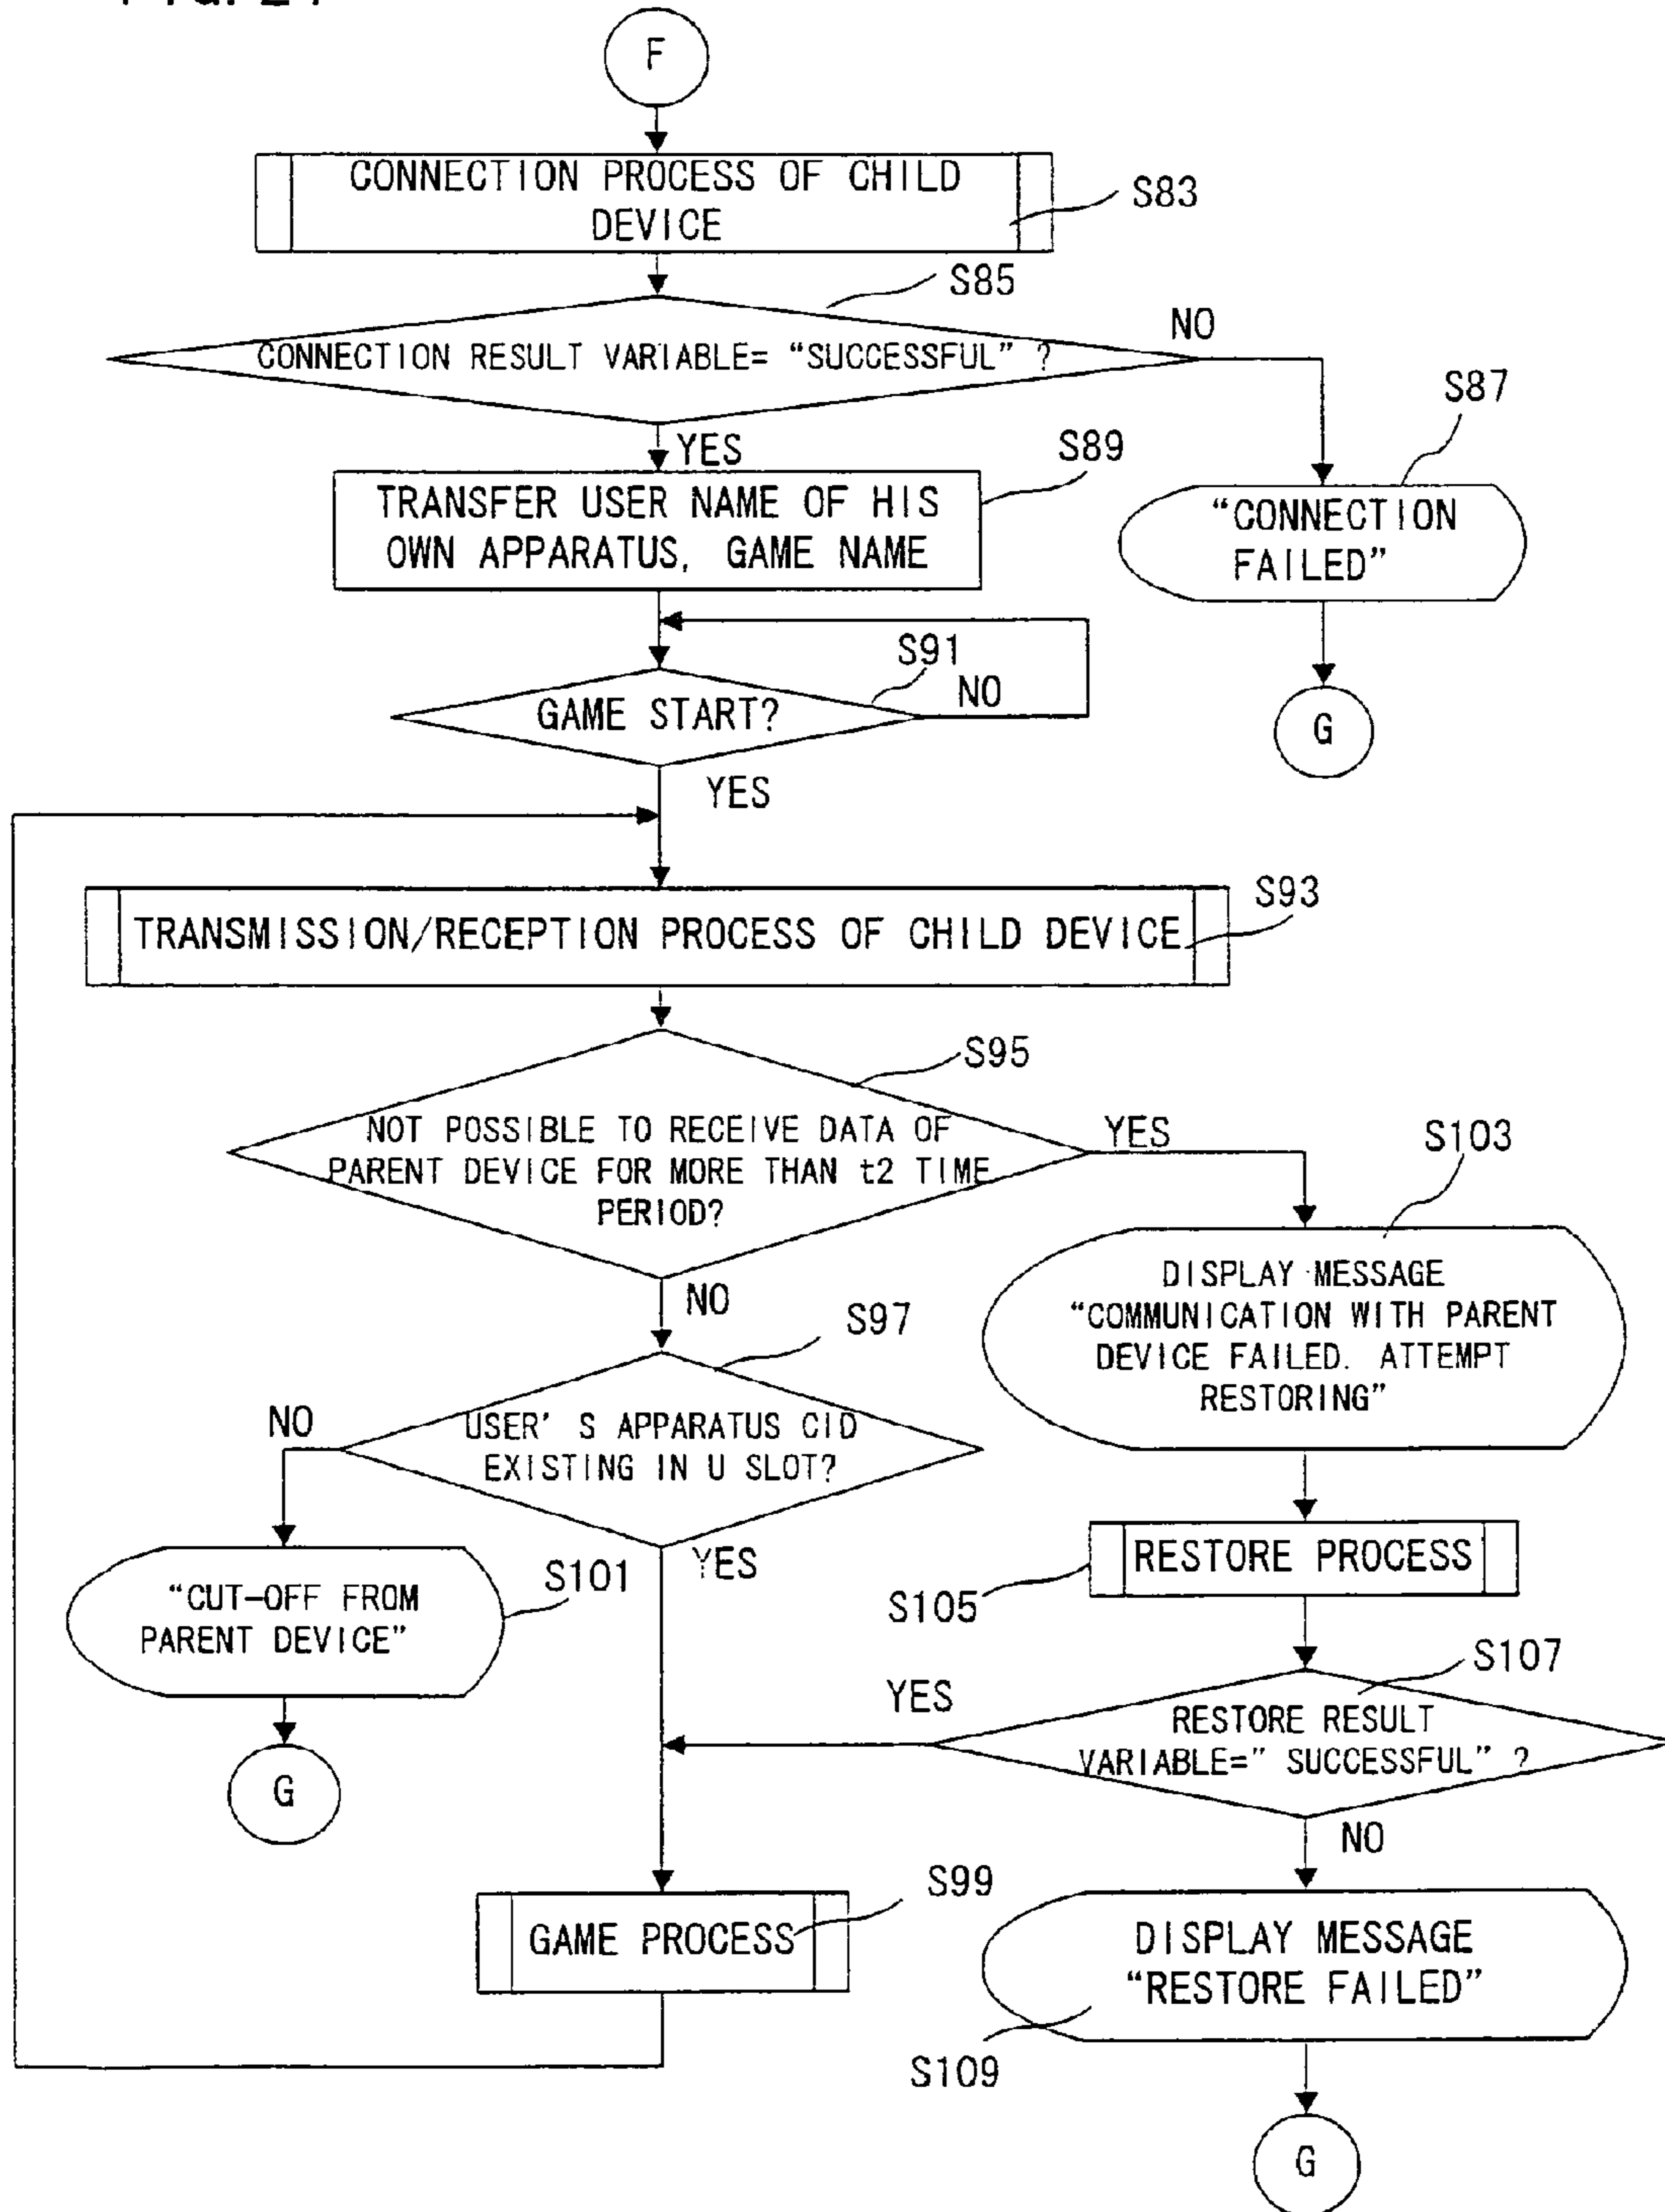 F
CONNECTION PROCESS OF CHILD
DEVICE
S83
S85
CONNECTION RESULT VARIABLE= “SUCCESSFUL” ?
NO
S87
YES
S89
TRANSFER USER NAME OF HIS
OWN APPARATUS, GAME NAME
“CONNECTION
FAILED”
S91
GAME START?
NO
G
YES
S93
TRANSMISSION/RECEPTION PROCESS OF CHILD DEVICE
S95
NOT POSSIBLE TO RECEIVE DATA OF
PARENT DEVICE FOR MORE THAN t2 TIME
PERIOD?
YES
S103
NO
DISPLAY MESSAGE
“COMMUNICATION WITH PARENT
DEVICE FAILED. ATTEMPT
RESTORING”
S97
USER' S APPARATUS CID
EXISTING IN U SLOT?
NO
YES
“CUT-OFF FROM
PARENT DEVICE”
S101
RESTORE PROCESS
S105
S107
RESTORE RESULT
VARIABLE=” SUCCESSFUL” ?
YES
G
NO
S99
GAME PROCESS
DISPLAY MESSAGE
“RESTORE FAILED”
S109
G